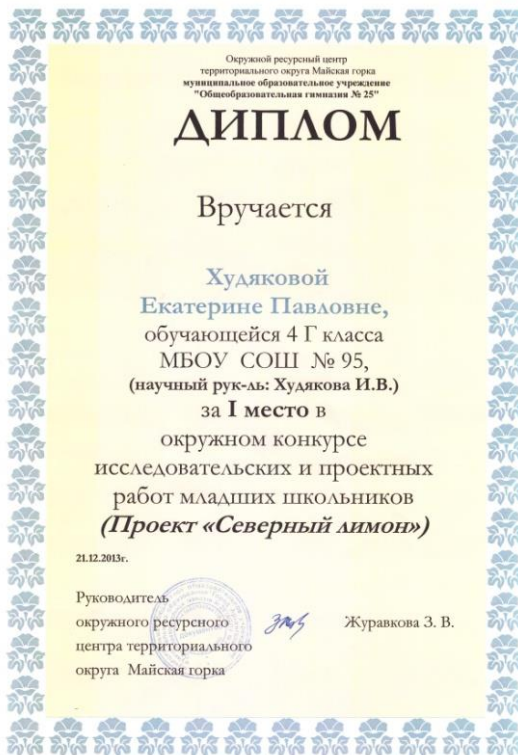 Окружной ресурсный центр
территориального округа Майская горка
муниципальное образовательное учреждение
"Общеобразовательная гимназия № 25"
ДИПЛОМ
Вручается
Худяковой
Екатерине Павловне,
обучающейся 4 Г класса
МБОУ СОШ № 95,
(научный рук-ль: Худякова И.В.)
за I место в
окружном конкурсе
исследовательских и проектных
работ младших школьников
(Проект «Северный лимон»)
21.12.2013г.
Руководитель
окружного ресурсного
центра территориального
округа Майская горка
Журавкова З. В.